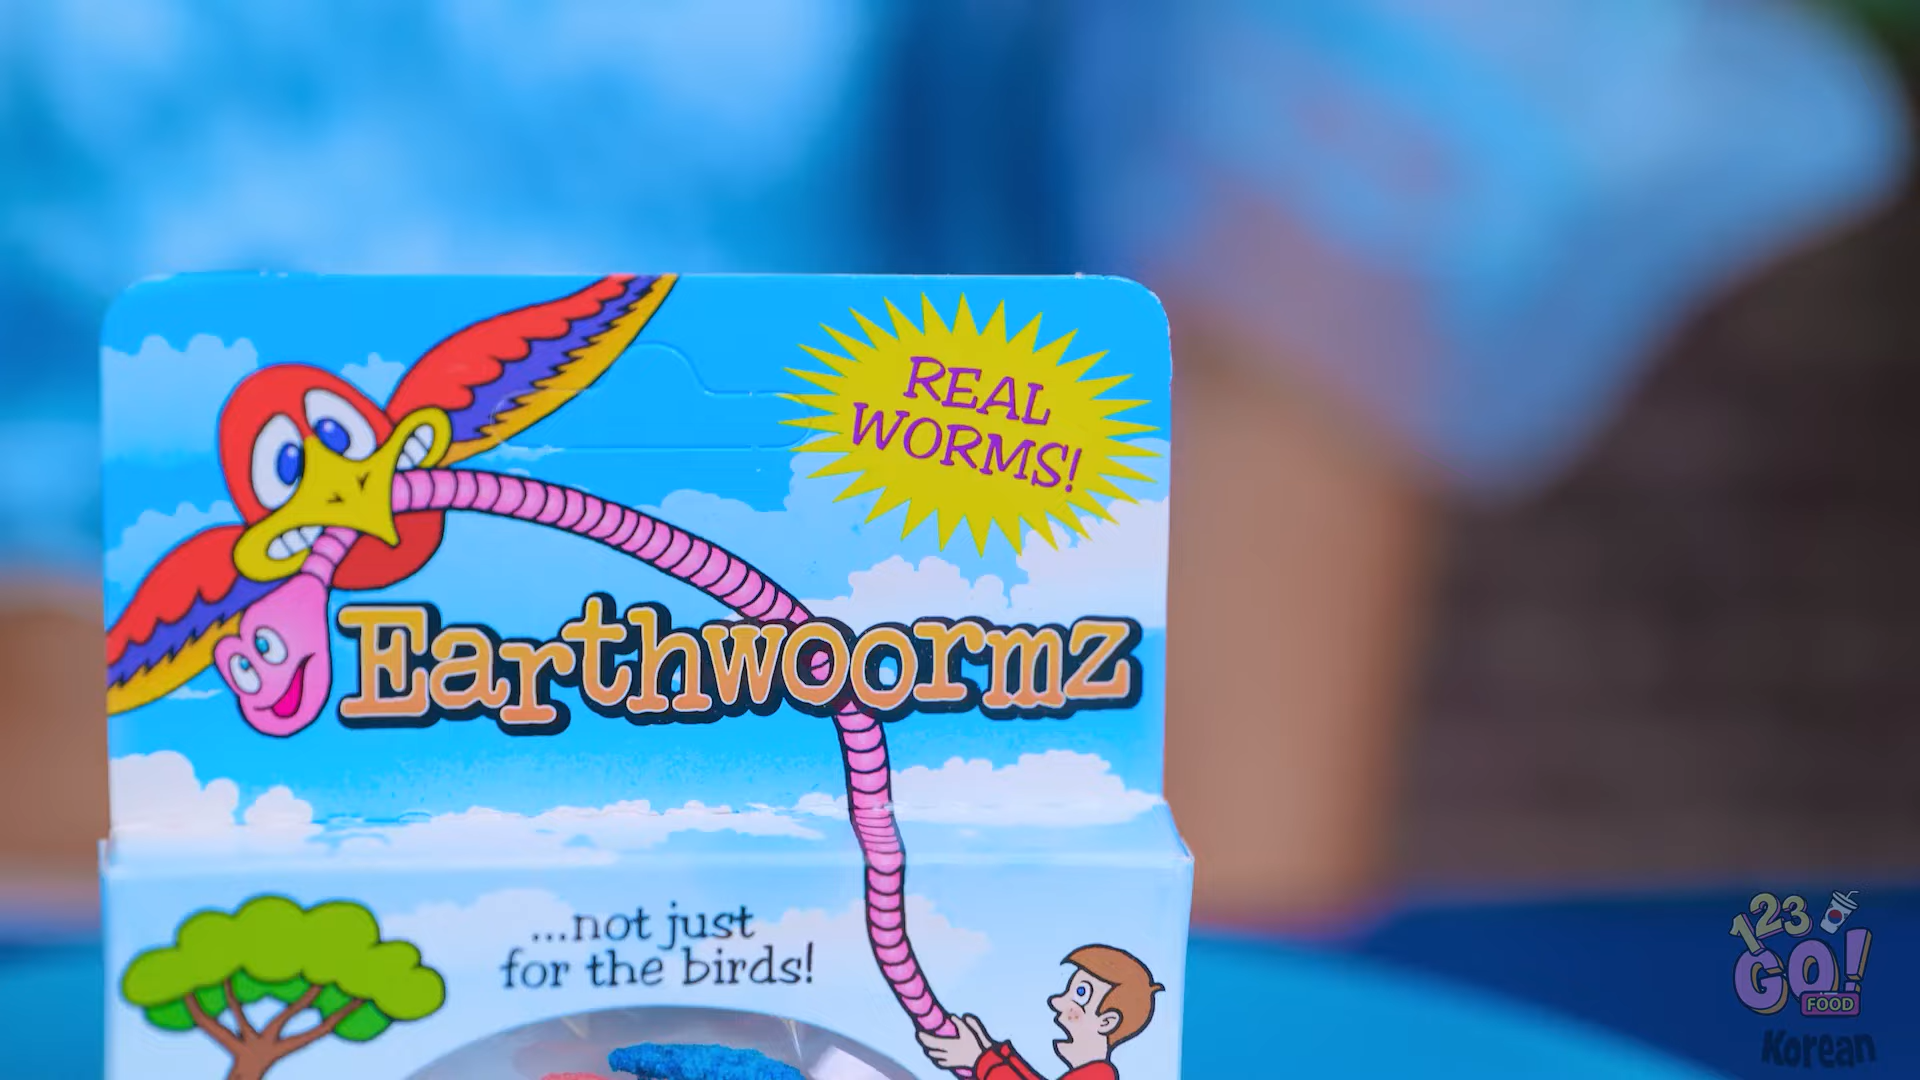 REAL
WORMS!
Earthwoormz
...not just
for the birds!
123
GO!
FOOD
Korean